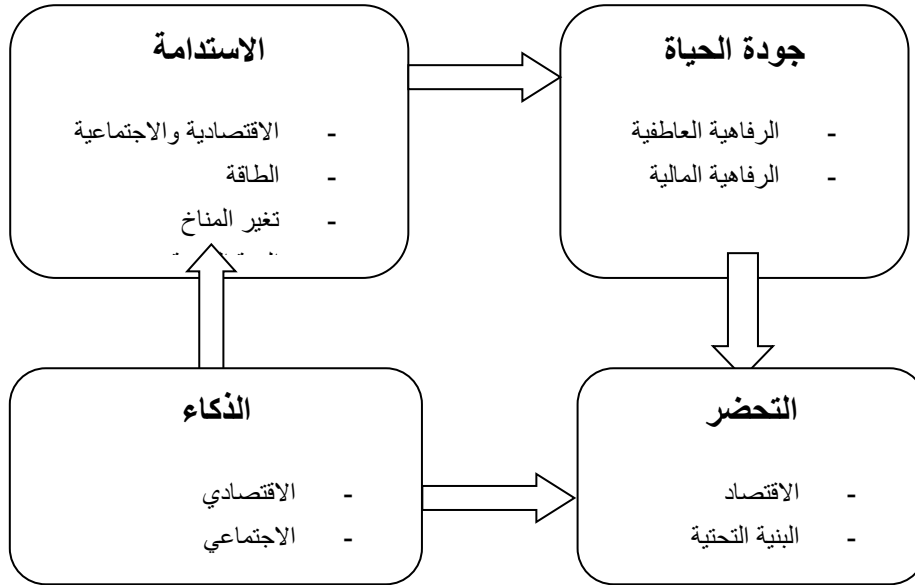 الاستدامة
- الاقتصادية والاجتماعية
- الطاقة
- تغير المناخ
جودة الحياة
- الرفاهية العاطفية
- الرفاهية المالية
الذكاء
- الاقتصادي
- الاجتماعي
التحضر
- الاقتصاد
- البنية التحتية